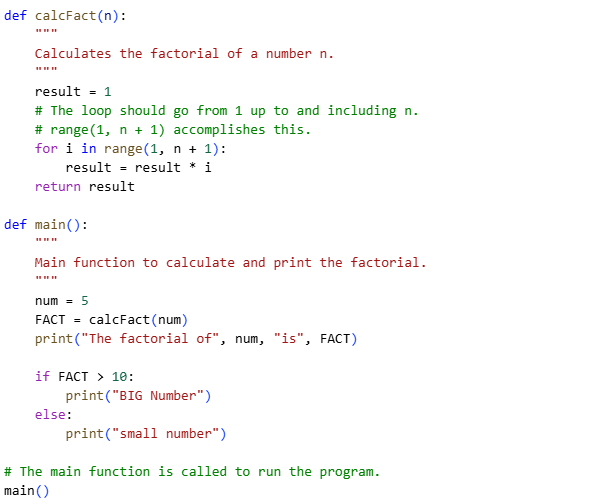 def calcFact(n):
    """
    Calculates the factorial of a number n.
    """
    result = 1
    # The loop should go from 1 up to and including n.
    # range(1, n + 1) accomplishes this.
    for i in range(1, n + 1):
        result = result * i
    return result

def main():
    """
    Main function to calculate and print the factorial.
    """
    num = 5
    FACT = calcFact(num)
    print("The factorial of", num, "is", FACT)

    if FACT > 10:
        print("BIG Number")
    else:
        print("small number")

# The main function is called to run the program.
main()